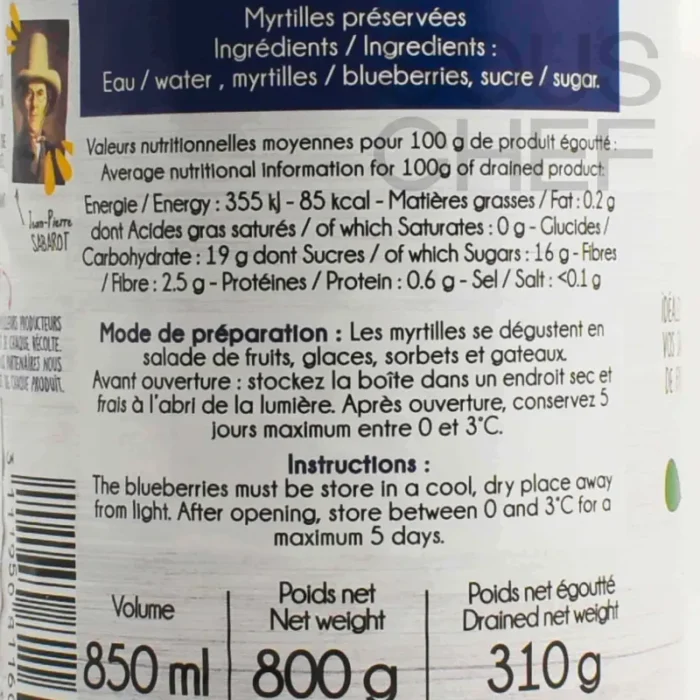 Myrtilles préservées
Ingrédients / Ingredients :
Eau / water , myrtilles / blueberries, sucre / sugar.
Valeurs nutritionnelles moyennes pour 100 g de produit égoutté :
Average nutritional information for 100g of drained product:
Energie / Energy : 355 kJ - 85 kcal - Matières grasses / Fat : 0.2 g
dont Acides gras saturés / of which Saturates : 0 g - Glucides /
Carbohydrate : 19 g dont Sucres / of which Sugars : 16 g - Fibres
/ Fibre : 2.5 g - Protéines / Protein : 0.6 g - Sel / Salt : <0.1 g
Jean-Pierre
SABAROT
PRODUCTEURS
CHAQUE RÉCOLTE.
NOUS
PRODUIT.
Mode de préparation : Les myrtilles se dégustent en
salade de fruits, glaces, sorbets et gateaux.
Avant ouverture : stockez la boîte dans un endroit sec et
frais à l'abri de la lumière. Après ouverture, conservez 5
jours maximum entre 0 et 3°C.
Instructions :
The blueberries must be store in a cool, dry place away
from light. After opening, store between 0 and 3°C for a
maximum 5 days.
Volume
850 ml
Poids net
Net weight
800 g
Poids net égoutté
Drained net weight
310 g
DE
CHEF